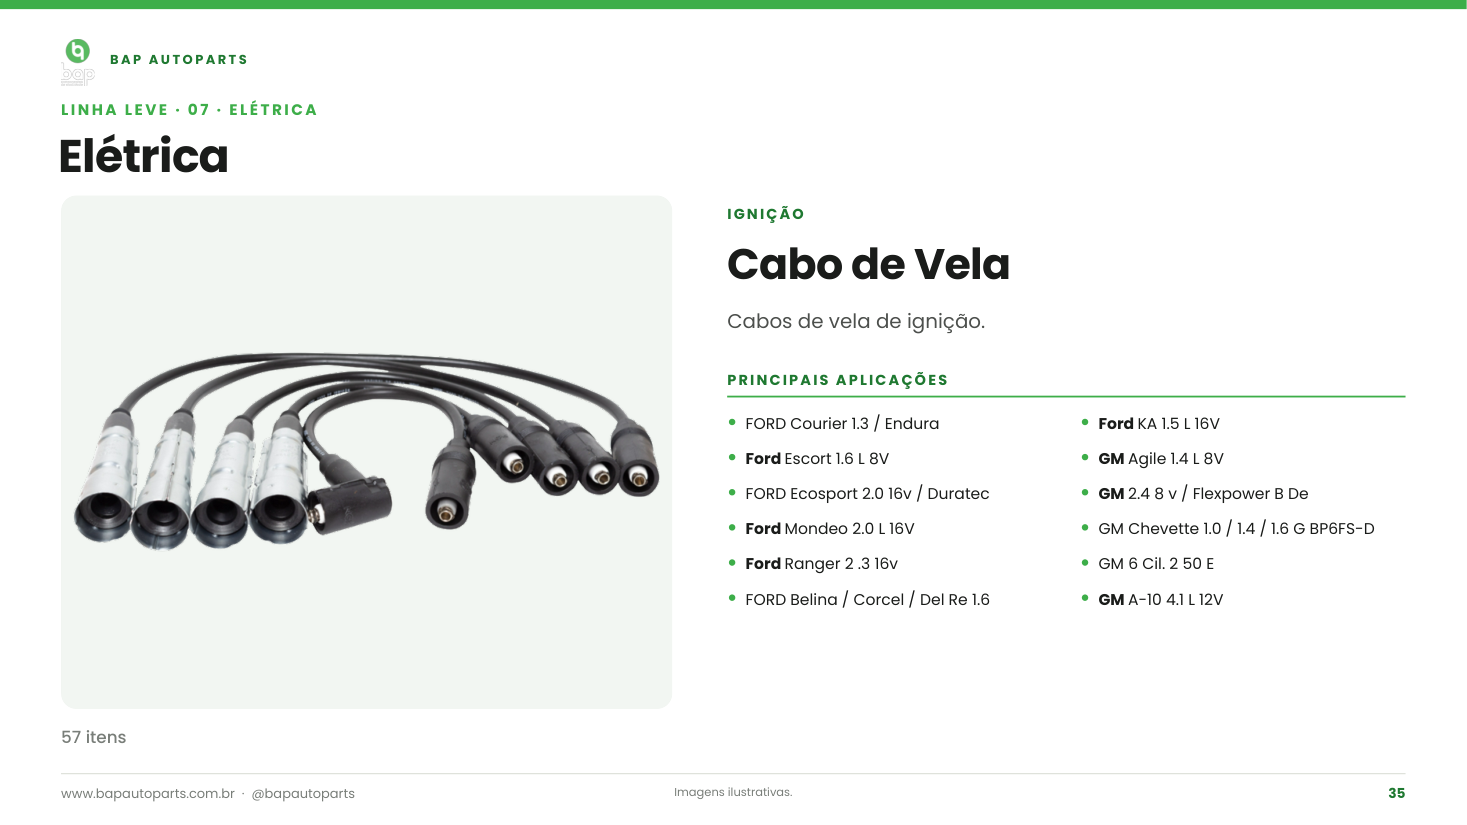 bap
BAP AUTOPARTS
LINHA LEVE · 07 · ELÉTRICA
Elétrica
IGNIÇÃO
Cabo de Vela
Cabos de vela de ignição.
PRINCIPAIS APLICAÇÕES
FORD Courier 1.3 / Endura
Ford Escort 1.6 L 8V
FORD Ecosport 2.0 16v / Duratec
Ford Mondeo 2.0 L 16V
Ford Ranger 2 .3 16v
FORD Belina / Corcel / Del Re 1.6
Ford KA 1.5 L 16V
GM Agile 1.4 L 8V
GM 2.4 8 v / Flexpower B De
GM Chevette 1.0 / 1.4 / 1.6 G BP6FS-D
GM 6 Cil. 2 50 E
GM A-10 4.1 L 12V
57 itens
www.bapautoparts.com.br · @bapautoparts
Imagens ilustrativas.
35